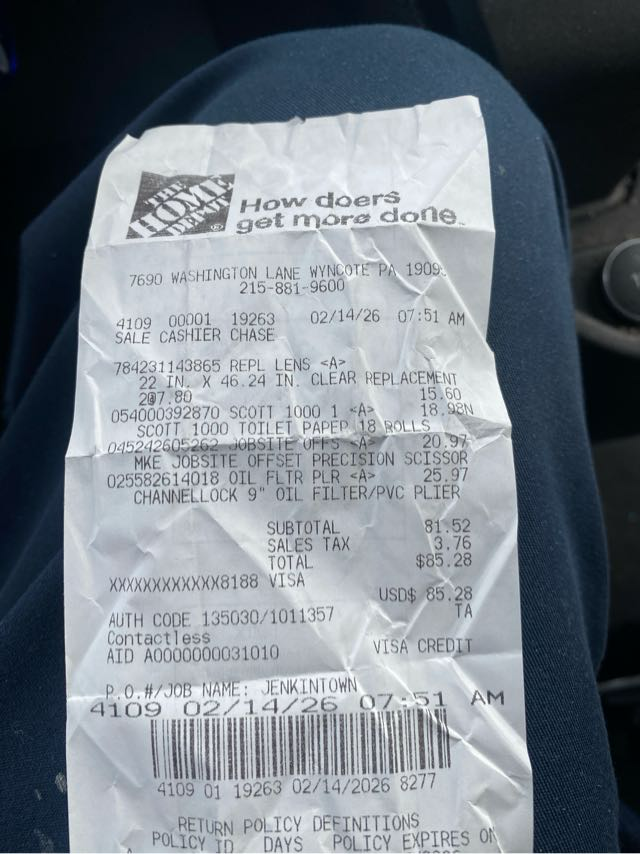 THE
HOME
DEPOT
®
How doers
get more done™
7690 WASHINGTON LANE WYNCOTE PA
215-881-9600
4109 00001 19263 02/14/26 07:51 AM
SALE CASHIER CHASE
784231143865 REPL LENS <A>
22 IN. X 46.24 IN. CLEAR REPLACEMENT
2@7.80 15.60
054000392870 SCOTT 1000 1 <A> 18.98N
SCOTT 1000 TOILET PAPER 18 ROLLS
045242605262 JOBSITE OFFS <A> 20.97
MKE JOBSITE OFFSET PRECISION SCISSOR
025582614018 OIL FLTR PLR <A> 25.97
CHANNELLOCK 9" OIL FILTER/PVC PLIER
SUBTOTAL 81.52
SALES TAX 3.76
TOTAL $85.28
XXXXXXXXXXXX8188 VISA
USD$ 85.28
AUTH CODE 135030/1011357 TA
Contactless
AID A0000000031010 VISA CREDIT
P.O.#/JOB NAME: JENKINTOWN
4109 02/14/26 07:51 AM
4109 01 19263 02/14/2026 8277
RETURN POLICY DEFINITIONS
POLICY ID DAYS POLICY EXPIRES ON